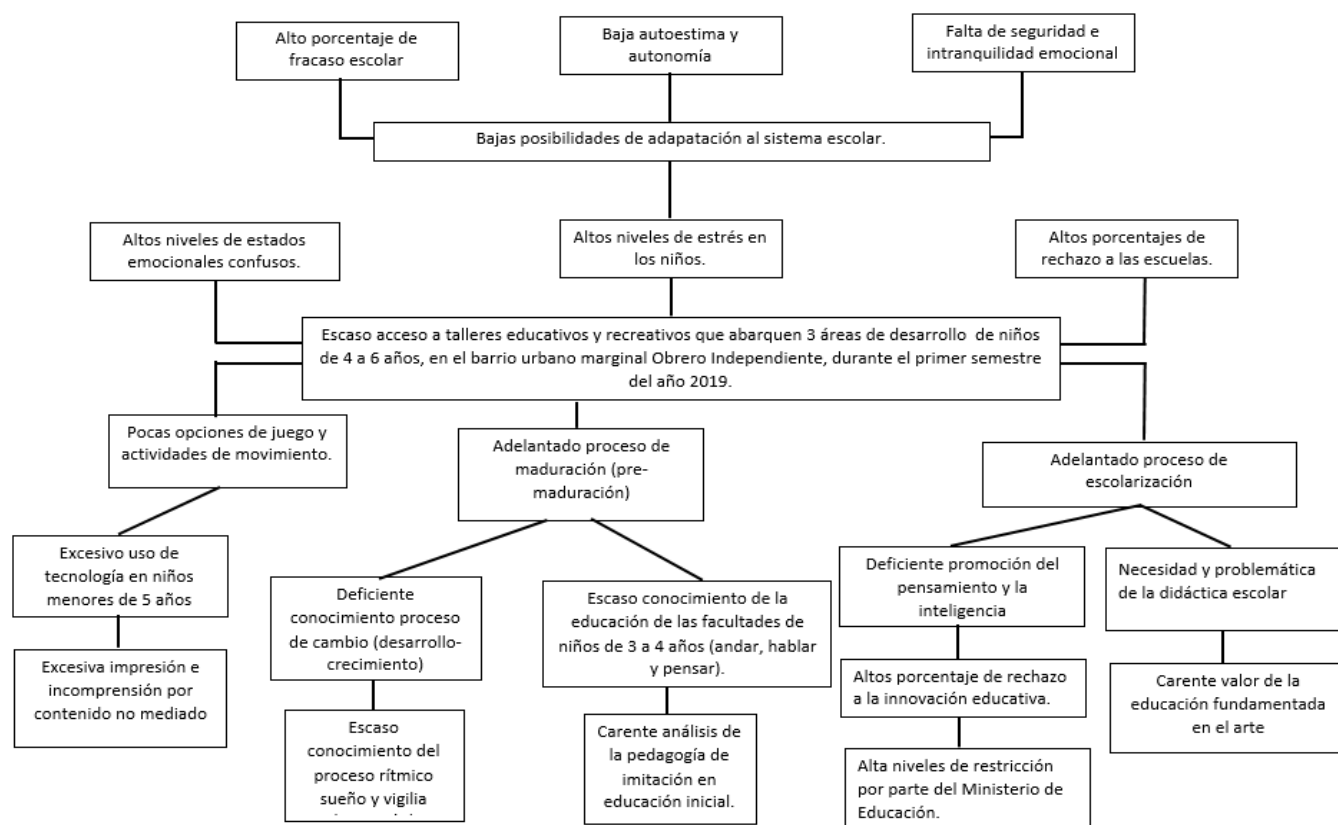 Alto porcentaje de
fracaso escolar
Baja autoestima y
autonomía
Falta de seguridad e
intranquilidad emocional
Bajas posibilidades de adapatación al sistema escolar.
Altos niveles de estados
emocionales confusos.
Altos niveles de estrés en
los niños.
Altos porcentajes de
rechazo a las escuelas.
Escaso acceso a talleres educativos y recreativos que abarquen 3 áreas de desarrollo de niños
de 4 a 6 años, en el barrio urbano marginal Obrero Independiente, durante el primer semestre
del año 2019.
Pocas opciones de juego y
actividades de movimiento.
Adelantado proceso de
maduración (pre-
maduración)
Adelantado proceso de
escolarización
Excesivo uso de
tecnología en niños
menores de 5 años
Deficiente
conocimiento proceso
de cambio (desarrollo-
crecimiento)
Escaso conocimiento de la
educación de las facultades de
niños de 3 a 4 años (andar, hablar
y pensar).
Deficiente promoción del
pensamiento y la
inteligencia
Necesidad y problemática
de la didáctica escolar
Excesiva impresión e
incomprensión por
contenido no mediado
Escaso
conocimiento del
proceso rítmico
sueño y vigilia
Carente análisis de
la pedagogía de
imitación en
educación inicial.
Altos porcentaje de rechazo
a la innovación educativa.
Carente valor de la
educación fundamentada
en el arte
Alta niveles de restricción
por parte del Ministerio de
Educación.